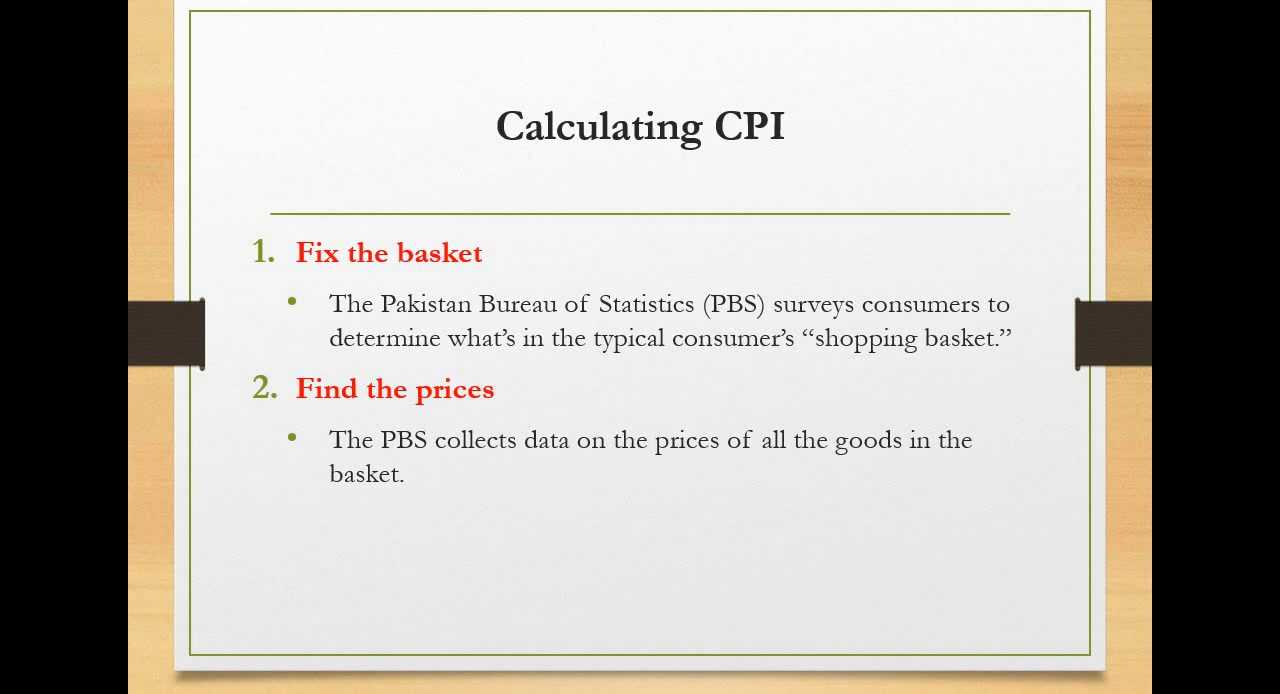 Calculating CPI
1. Fix the basket
• The Pakistan Bureau of Statistics (PBS) surveys consumers to
determine what’s in the typical consumer’s “shopping basket.”
2. Find the prices
• The PBS collects data on the prices of all the goods in the
basket.